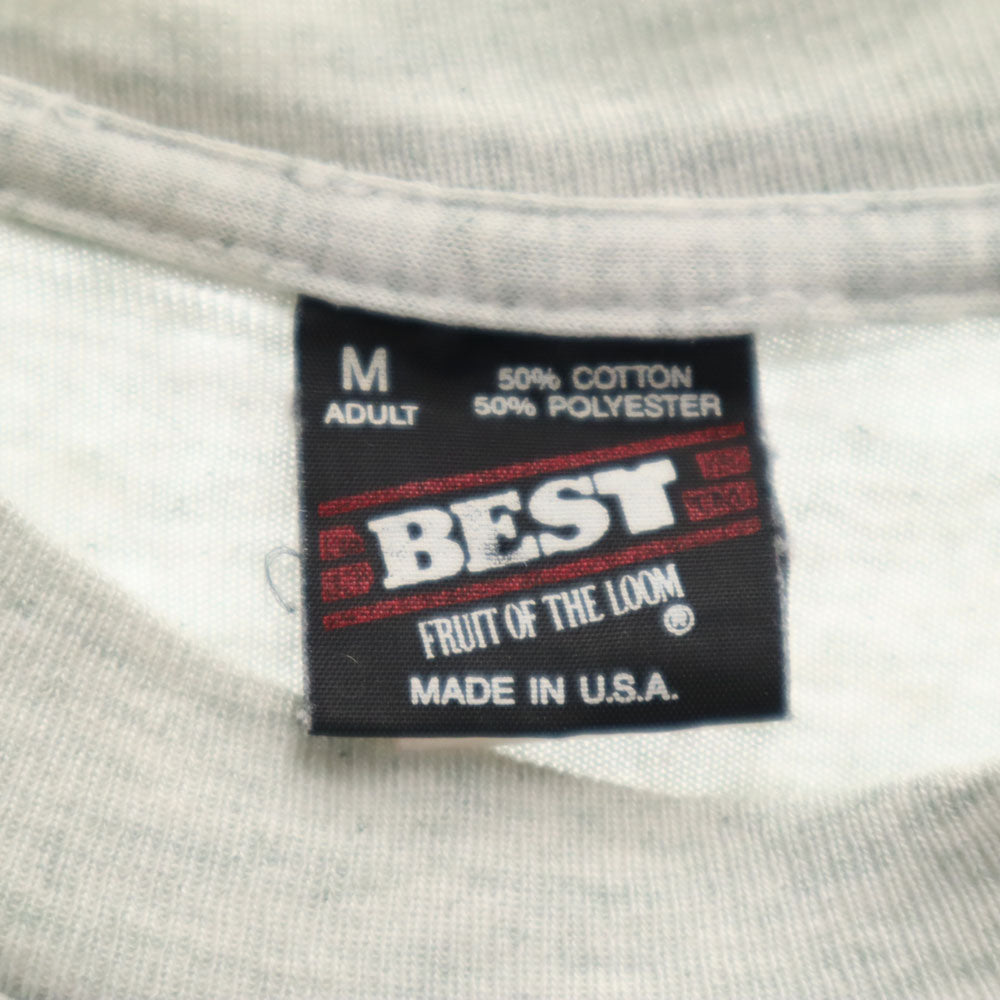 M
ADULT
50% COTTON
50% POLYESTER
BEST
FRUIT OF THE LOOM
®
MADE IN U.S.A.